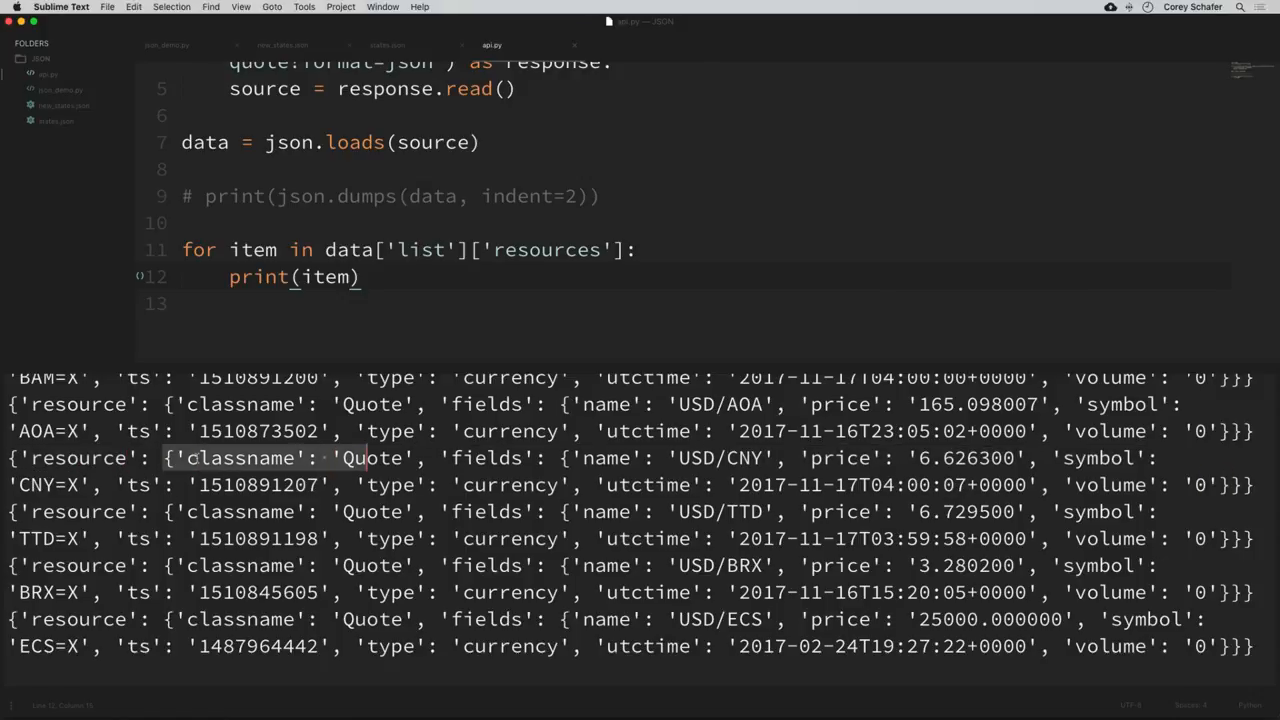 Sublime Text File Edit Selection Find View Goto Tools Project Window Help Corey Schafer
api.py — JSON
FOLDERS
JSON
api.py
json_demo.py
new_states.json
states.json
json_demo.py new_states.json states.json api.py
quote?format=json") as response:
5 source = response.read()
6
7 data = json.loads(source)
8
9 # print(json.dumps(data, indent=2))
10
11 for item in data['list']['resources']:
12 print(item)
13
'BAM=X', 'ts': '1510891200', 'type': 'currency', 'utctime': '2017-11-17T04:00:00+0000', 'volume': '0'}}}
{'resource': {'classname': 'Quote', 'fields': {'name': 'USD/AOA', 'price': '165.098007', 'symbol':
'AOA=X', 'ts': '1510873502', 'type': 'currency', 'utctime': '2017-11-16T23:05:02+0000', 'volume': '0'}}}
{'resource': {'classname': 'Quote', 'fields': {'name': 'USD/CNY', 'price': '6.626300', 'symbol':
'CNY=X', 'ts': '1510891207', 'type': 'currency', 'utctime': '2017-11-17T04:00:07+0000', 'volume': '0'}}}
{'resource': {'classname': 'Quote', 'fields': {'name': 'USD/TTD', 'price': '6.729500', 'symbol':
'TTD=X', 'ts': '1510891198', 'type': 'currency', 'utctime': '2017-11-17T03:59:58+0000', 'volume': '0'}}}
{'resource': {'classname': 'Quote', 'fields': {'name': 'USD/BRX', 'price': '3.280200', 'symbol':
'BRX=X', 'ts': '1510845605', 'type': 'currency', 'utctime': '2017-11-16T15:20:05+0000', 'volume': '0'}}}
{'resource': {'classname': 'Quote', 'fields': {'name': 'USD/ECS', 'price': '25000.000000', 'symbol':
'ECS=X', 'ts': '1487964442', 'type': 'currency', 'utctime': '2017-02-24T19:27:22+0000', 'volume': '0'}}}
Line 12, Column 15 UTF-8 Spaces: 4 Python